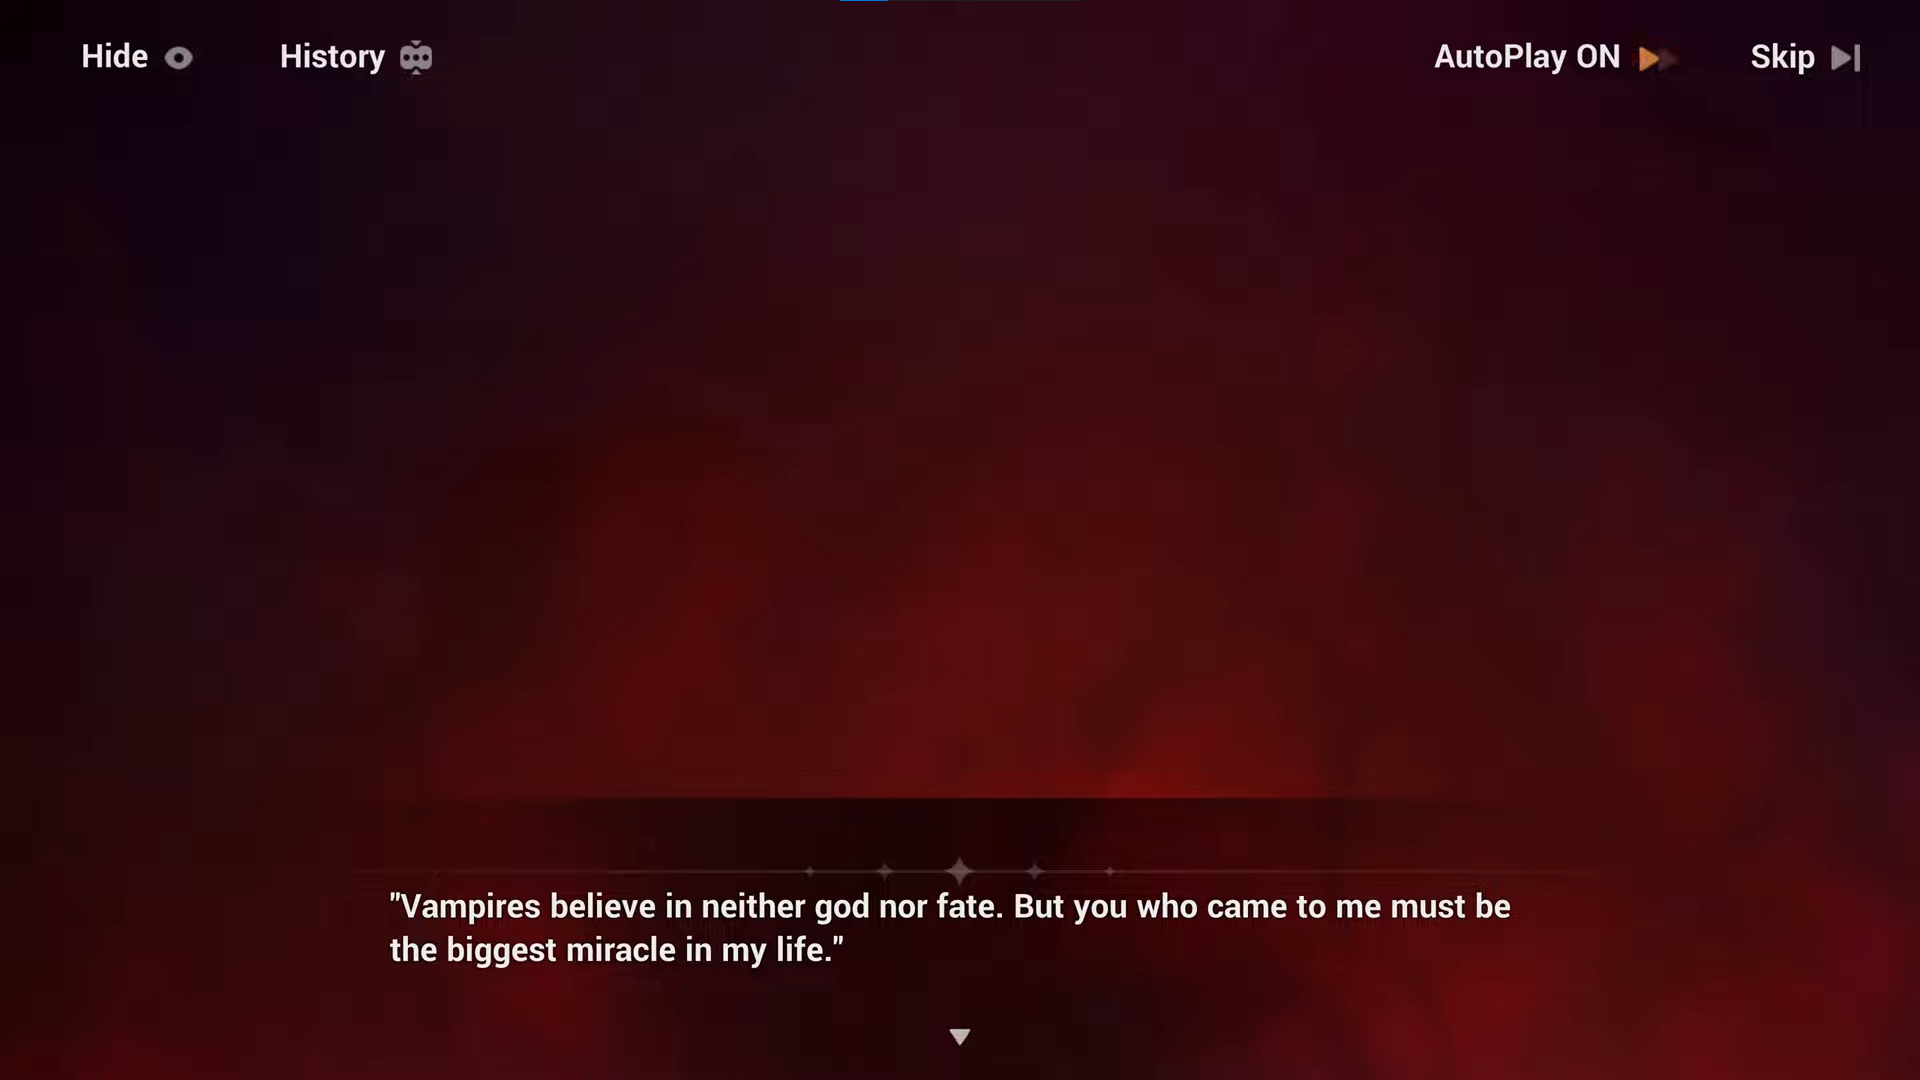 Hide
History
AutoPlay ON
Skip
"Vampires believe in neither god nor fate. But you who came to me must be
the biggest miracle in my life."